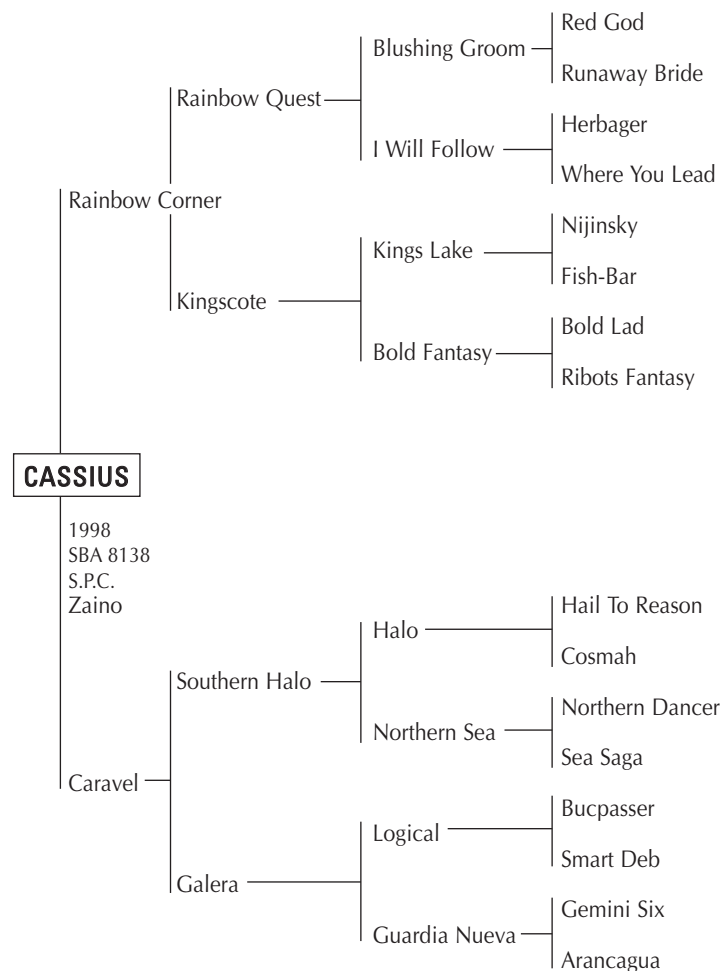 Red God
Blushing Groom
Runaway Bride
Rainbow Quest
Herbager
I Will Follow
Where You Lead
Rainbow Corner
Nijinsky
Kings Lake
Fish-Bar
Kingscote
Bold Lad
Bold Fantasy
Ribots Fantasy
CASSIUS
1998
SBA 8138
S.P.C.
Zaino
Hail To Reason
Halo
Cosmah
Southern Halo
Northern Dancer
Northern Sea
Sea Saga
Caravel
Bucpasser
Logical
Smart Deb
Galera
Gemini Six
Guardia Nueva
Arancagua